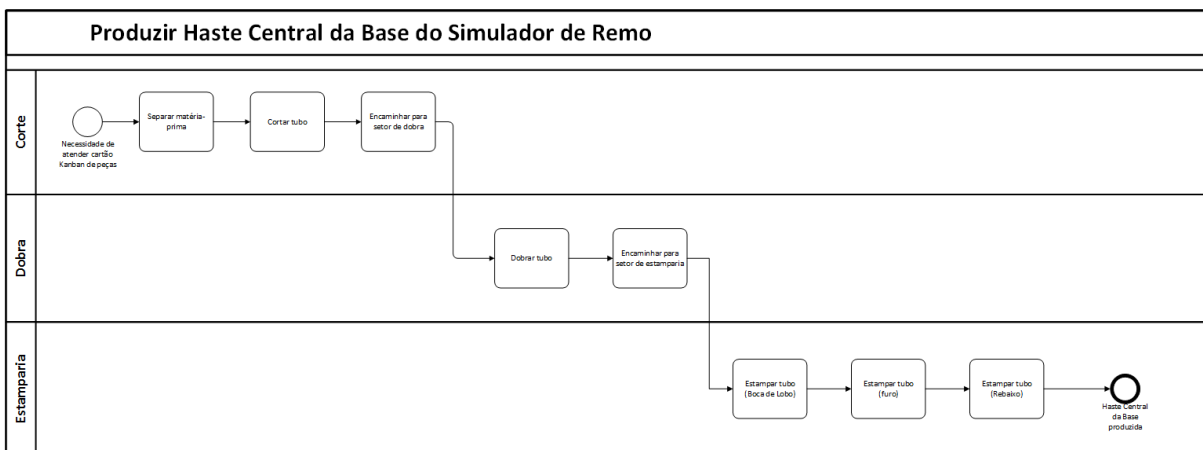 Produzir Haste Central da Base do Simulador de Remo
Corte
Necessidade de
atender cartão
Kanban de peças
Separar matéria-
prima
Cortar tubo
Encaminhar para
setor de dobra
Dobra
Dobrar tubo
Encaminhar para
setor de estamparia
Estamparia
Estampar tubo
(Boca de Lobo)
Estampar tubo
(furo)
Estampar tubo
(Rebaixo)
Haste Central
da Base
produzida